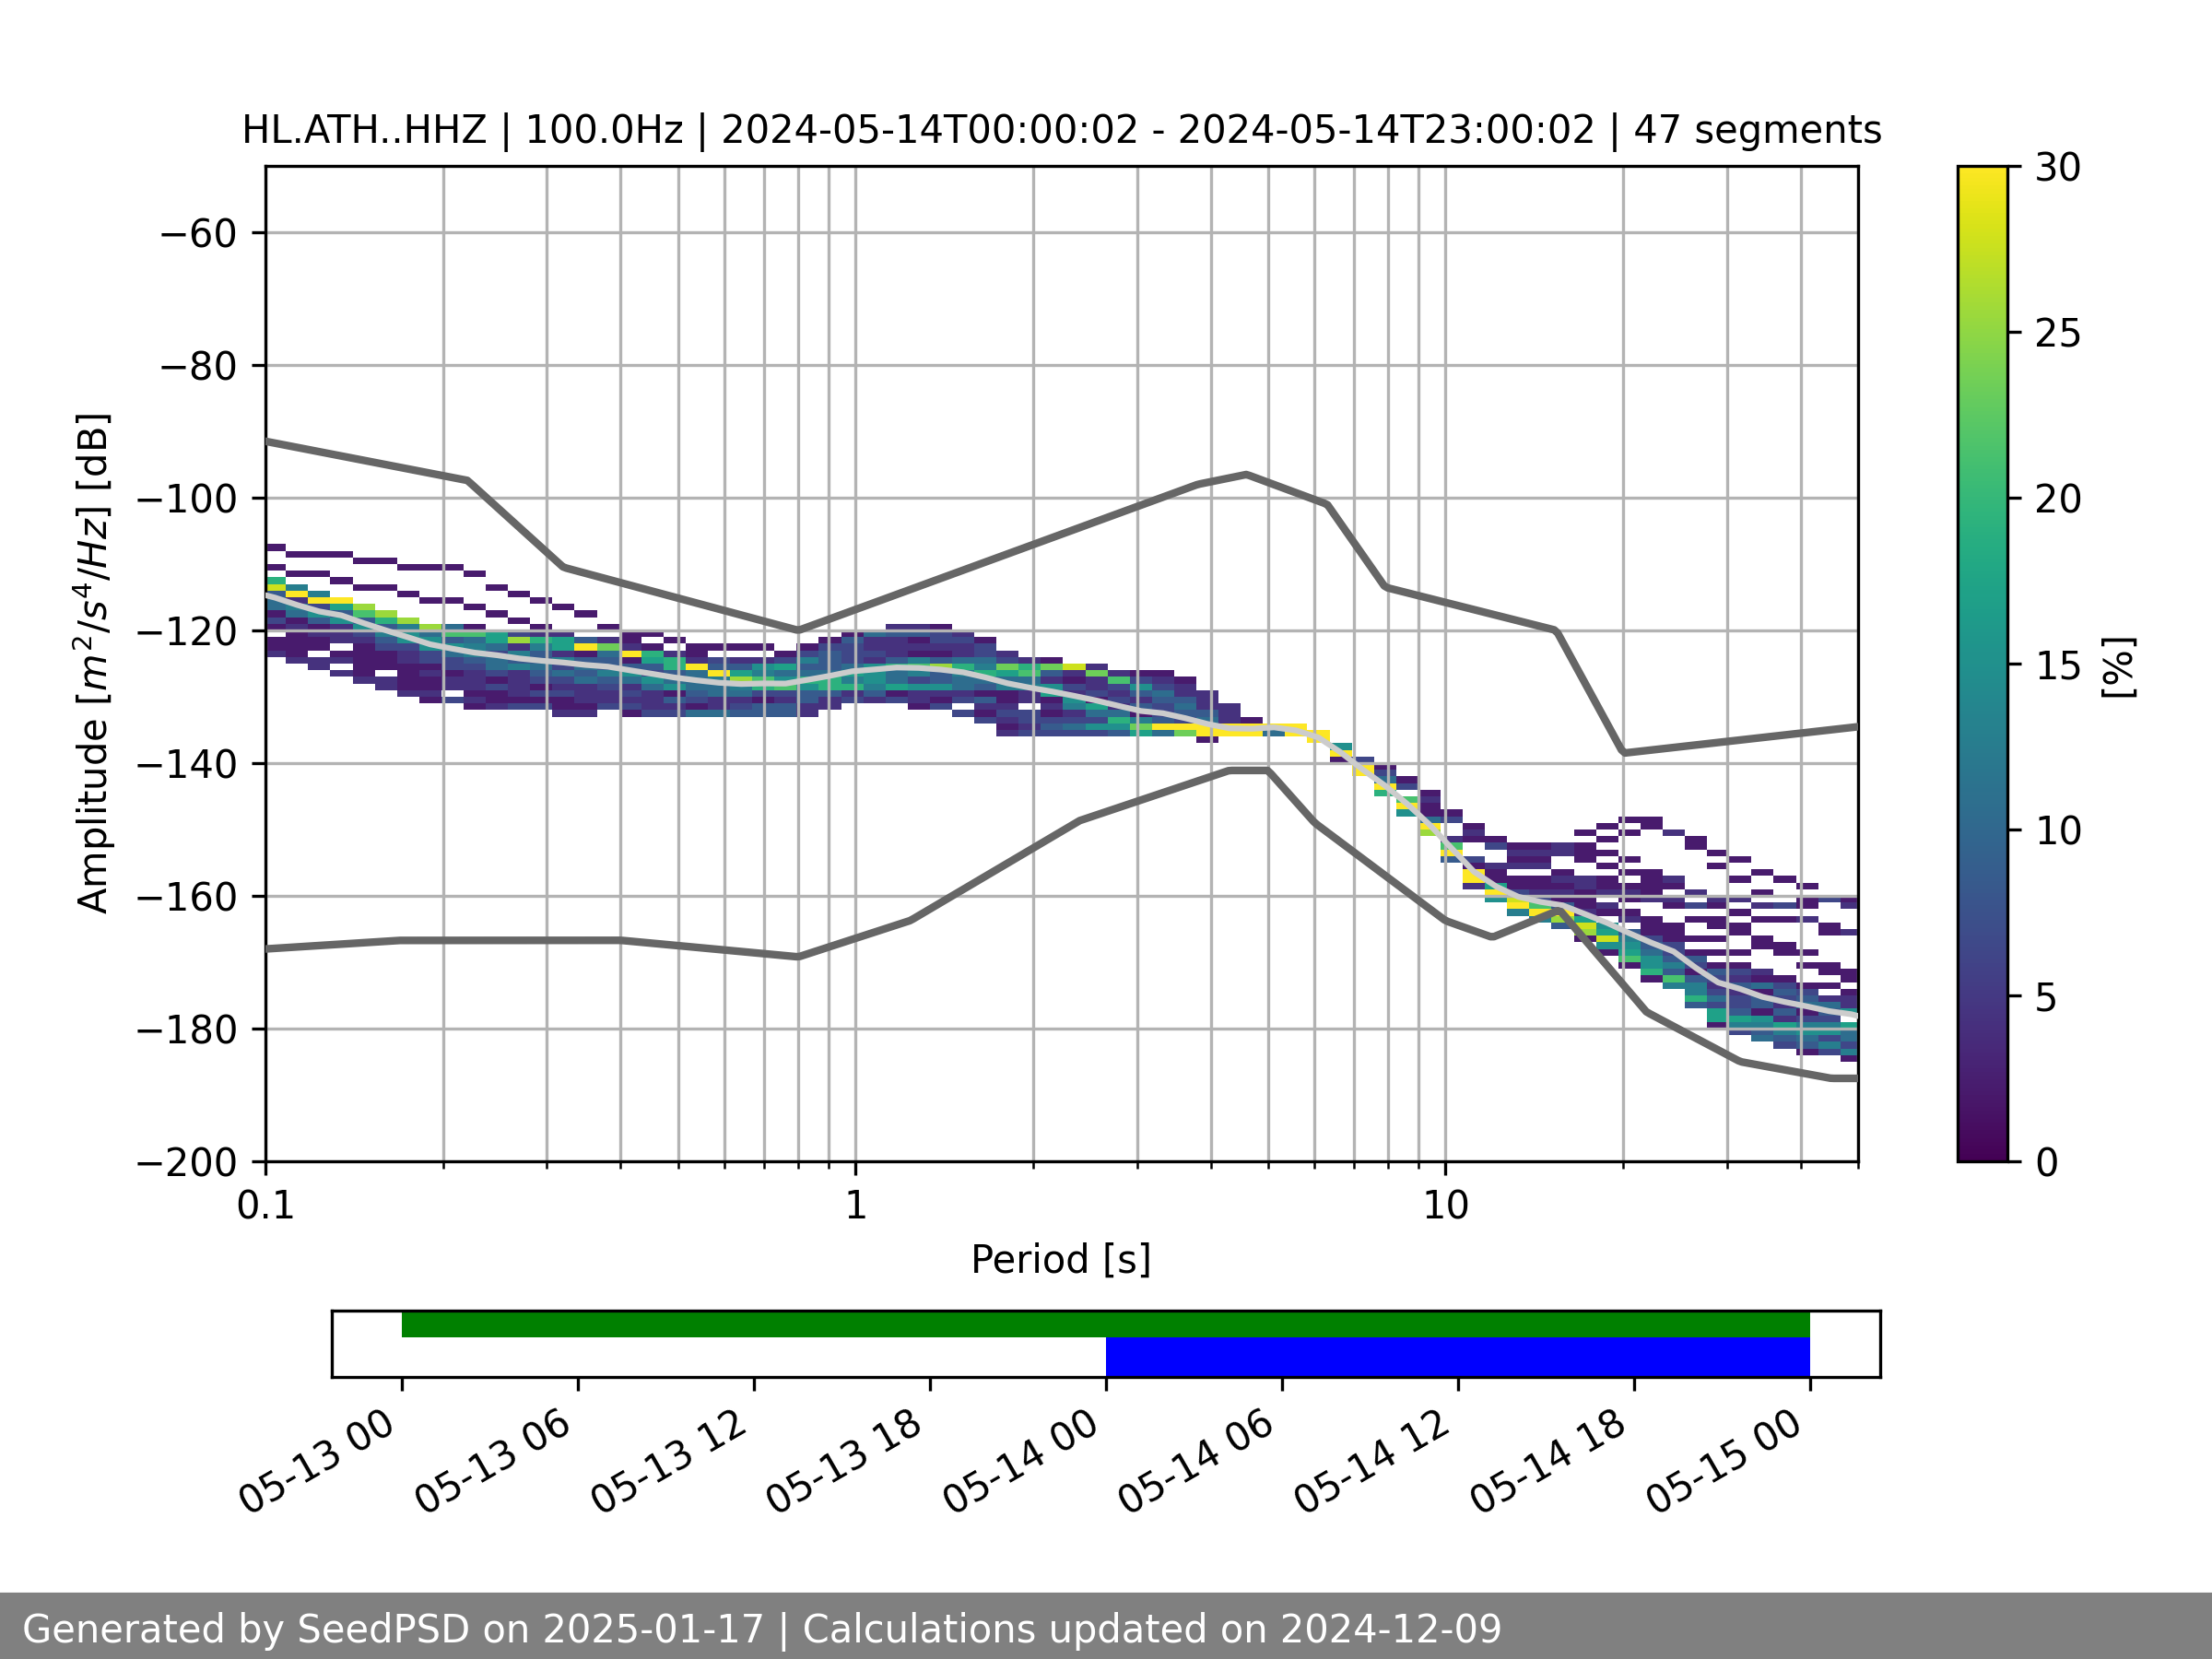 HL.ATH..HHZ | 100.0Hz | 2024-05-14T00:00:02 - 2024-05-14T23:00:02 | 47 segments
Amplitude [m²/s⁴/Hz] [dB]
−60
−80
−100
−120
−140
−160
−180
−200
0.1 1 10
Period [s]
30
25
20
15
10
5
0
[%]
05-13 00 05-13 06 05-13 12 05-13 18 05-14 00 05-14 06 05-14 12 05-14 18 05-15 00
Generated by SeedPSD on 2025-01-17 | Calculations updated on 2024-12-09